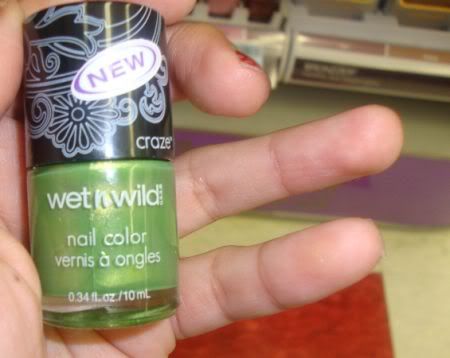 NEW
craze
wet n wild
nail color
vernis à ongles
0.34 fl. oz. / 10 mL